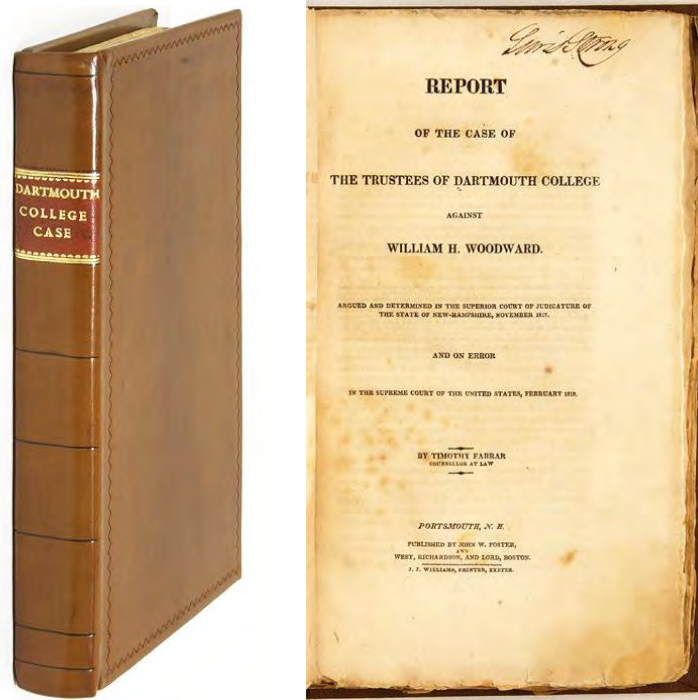 DARTMOUTH
COLLEGE
CASE
Lewis Strong
REPORT
OF THE CASE OF
THE TRUSTEES OF DARTMOUTH COLLEGE
AGAINST
WILLIAM H. WOODWARD.
ARGUED AND DETERMINED IN THE SUPERIOR COURT OF JUDICATURE OF
THE STATE OF NEW-HAMPSHIRE, NOVEMBER 1817.
AND ON ERROR
IN THE SUPREME COURT OF THE UNITED STATES, FEBRUARY 1819.
BY TIMOTHY FARRAR
COUNSELLOR AT LAW
PORTSMOUTH, N. H.
PUBLISHED BY JOHN W. FOSTER,
AND
WEST, RICHARDSON, AND LORD, BOSTON.
J. J. WILLIAMS, PRINTER, EXETER.